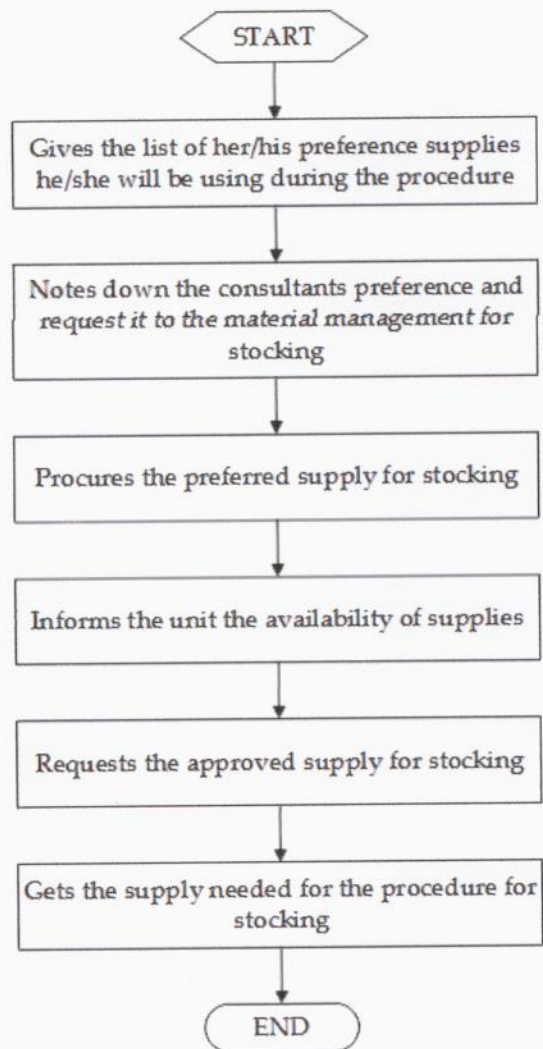 START
Gives the list of her/his preference supplies
he/she will be using during the procedure
Notes down the consultants preference and
request it to the material management for
stocking
Procures the preferred supply for stocking
Informs the unit the availability of supplies
Requests the approved supply for stocking
Gets the supply needed for the procedure for
stocking
END